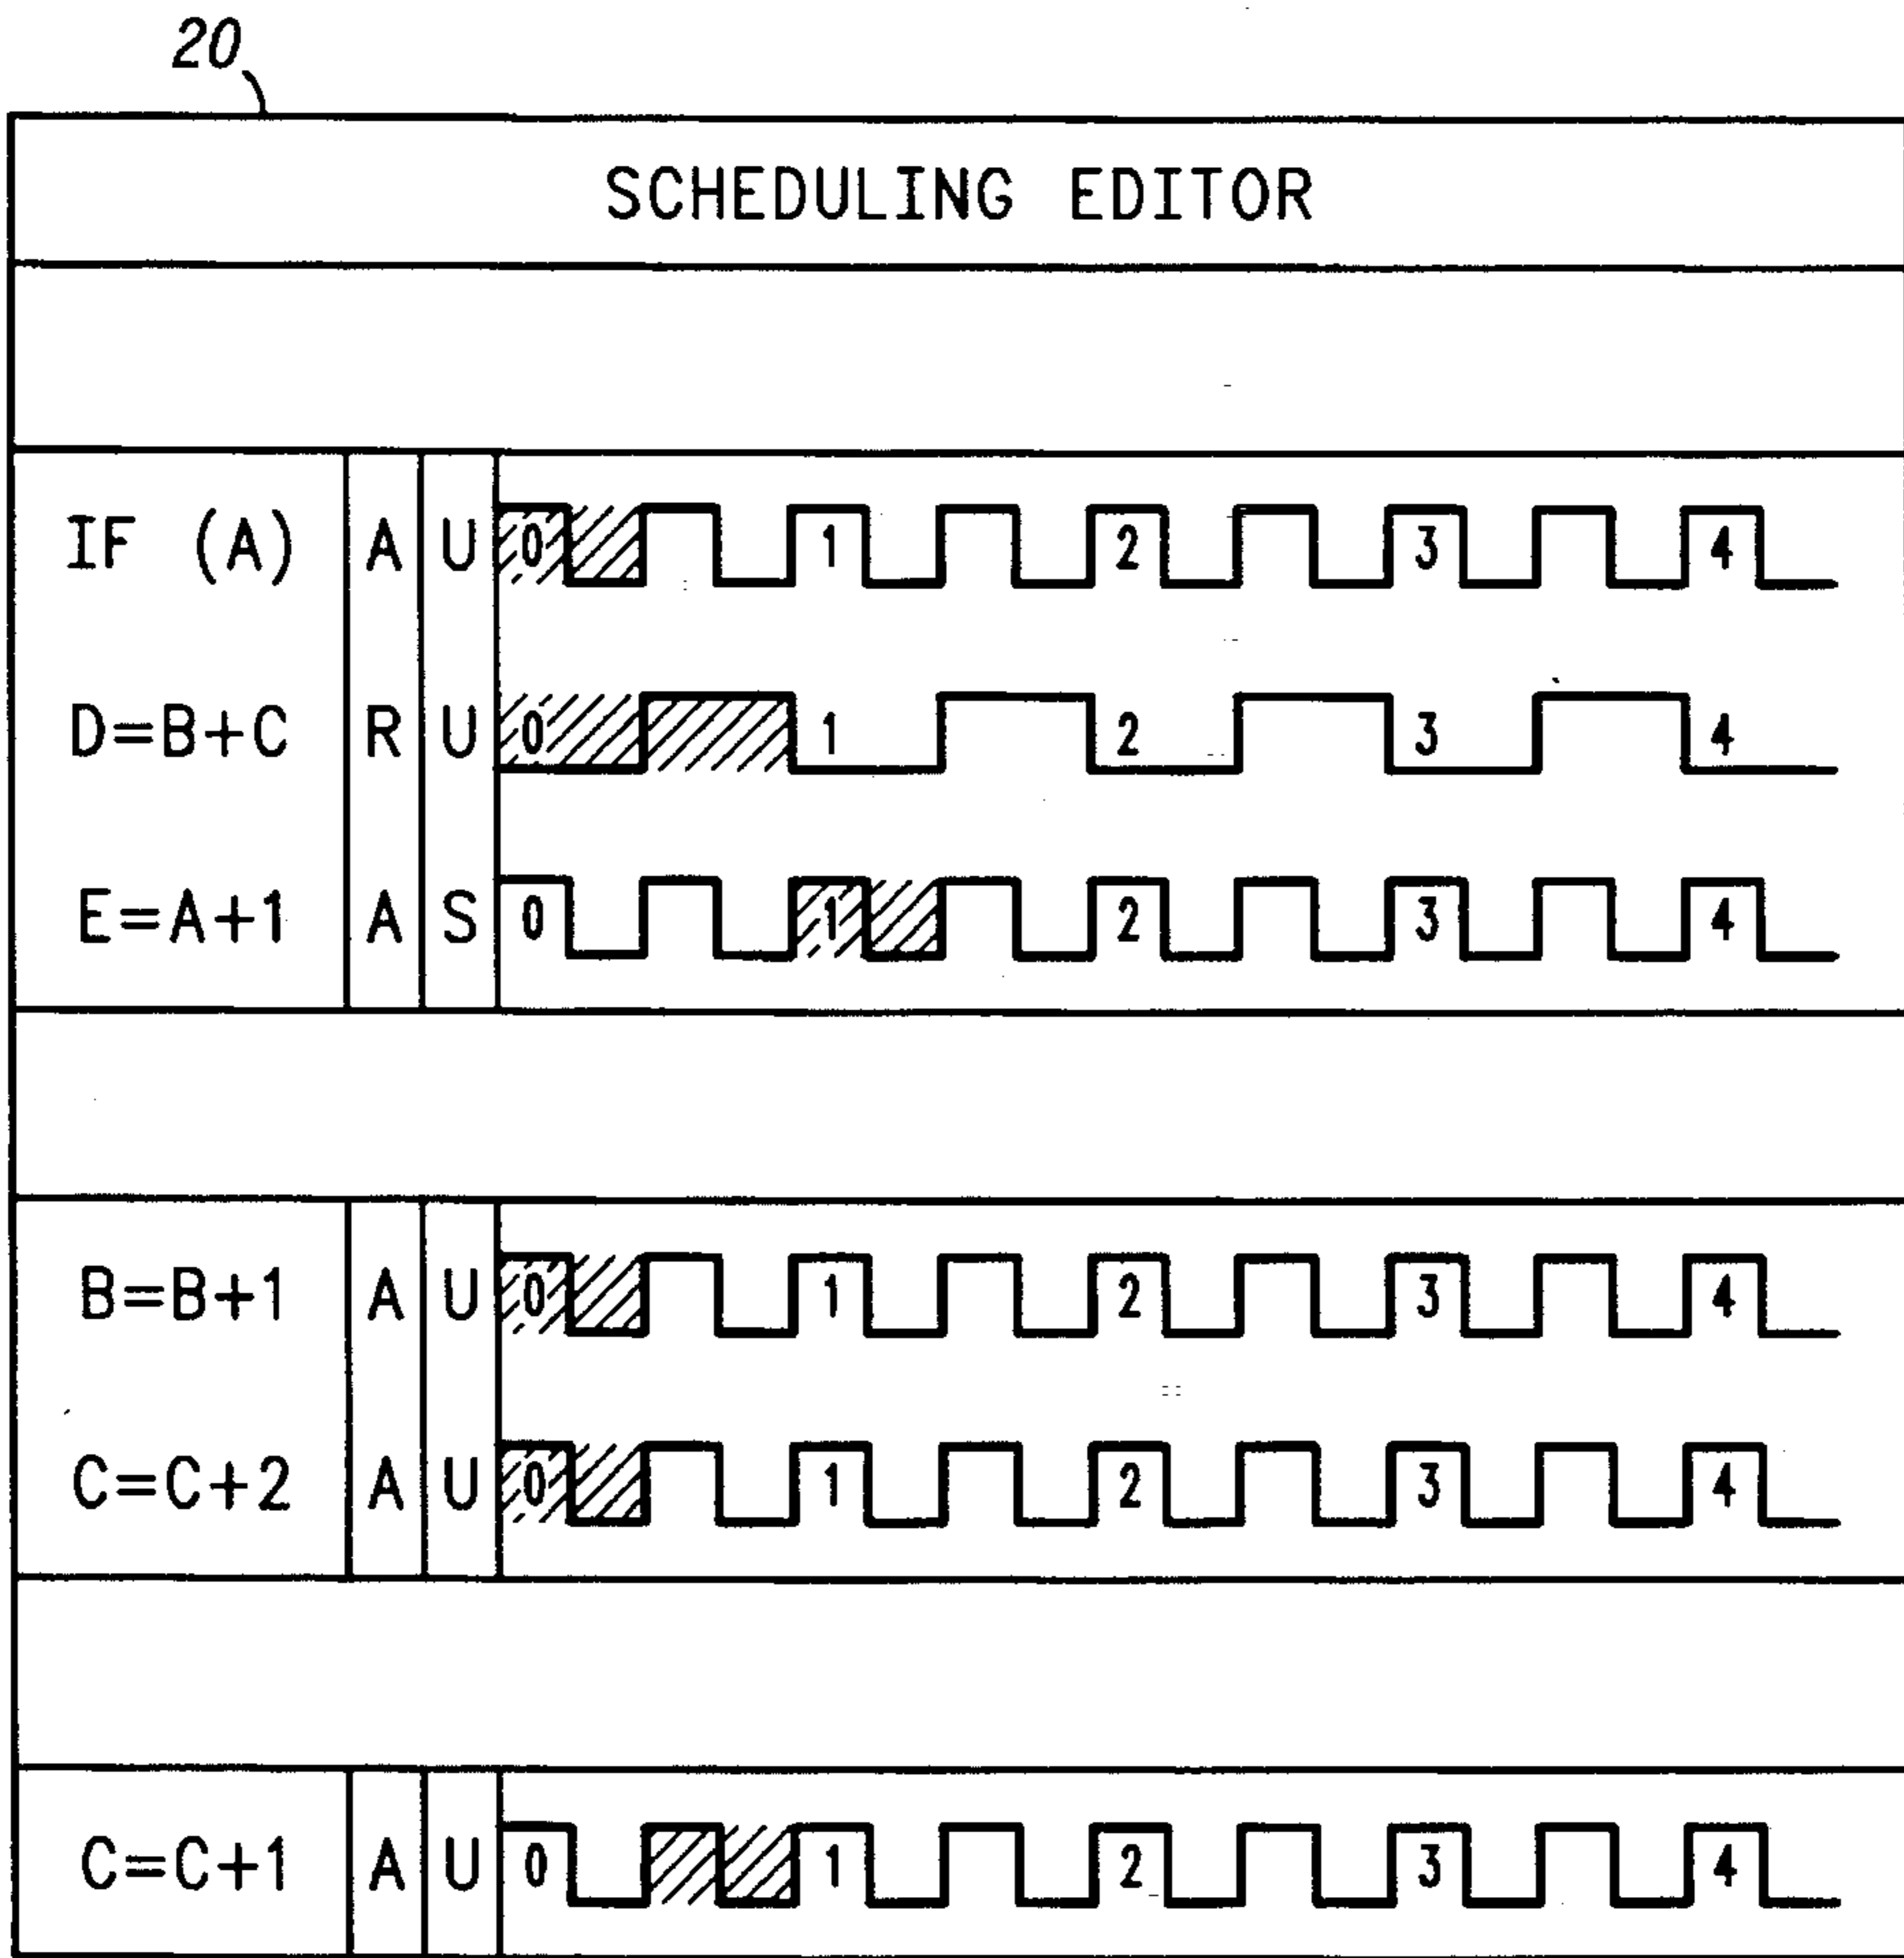 20
SCHEDULING EDITOR
IF (A) A U 0 1 2 3 4
D=B+C R U 0 1 2 3 4
E=A+1 A S 0 1 2 3 4
B=B+1 A U 0 1 2 3 4
C=C+2 A U 0 1 2 3 4
C=C+1 A U 0 1 2 3 4